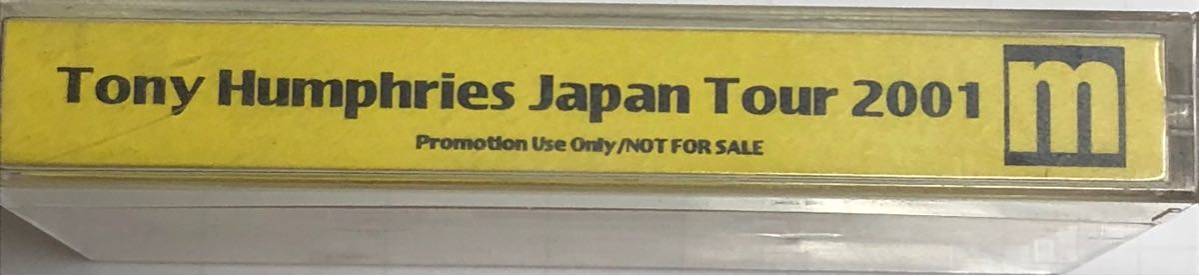 Tony Humphries Japan Tour 2001
m
Promotion Use Only/NOT FOR SALE